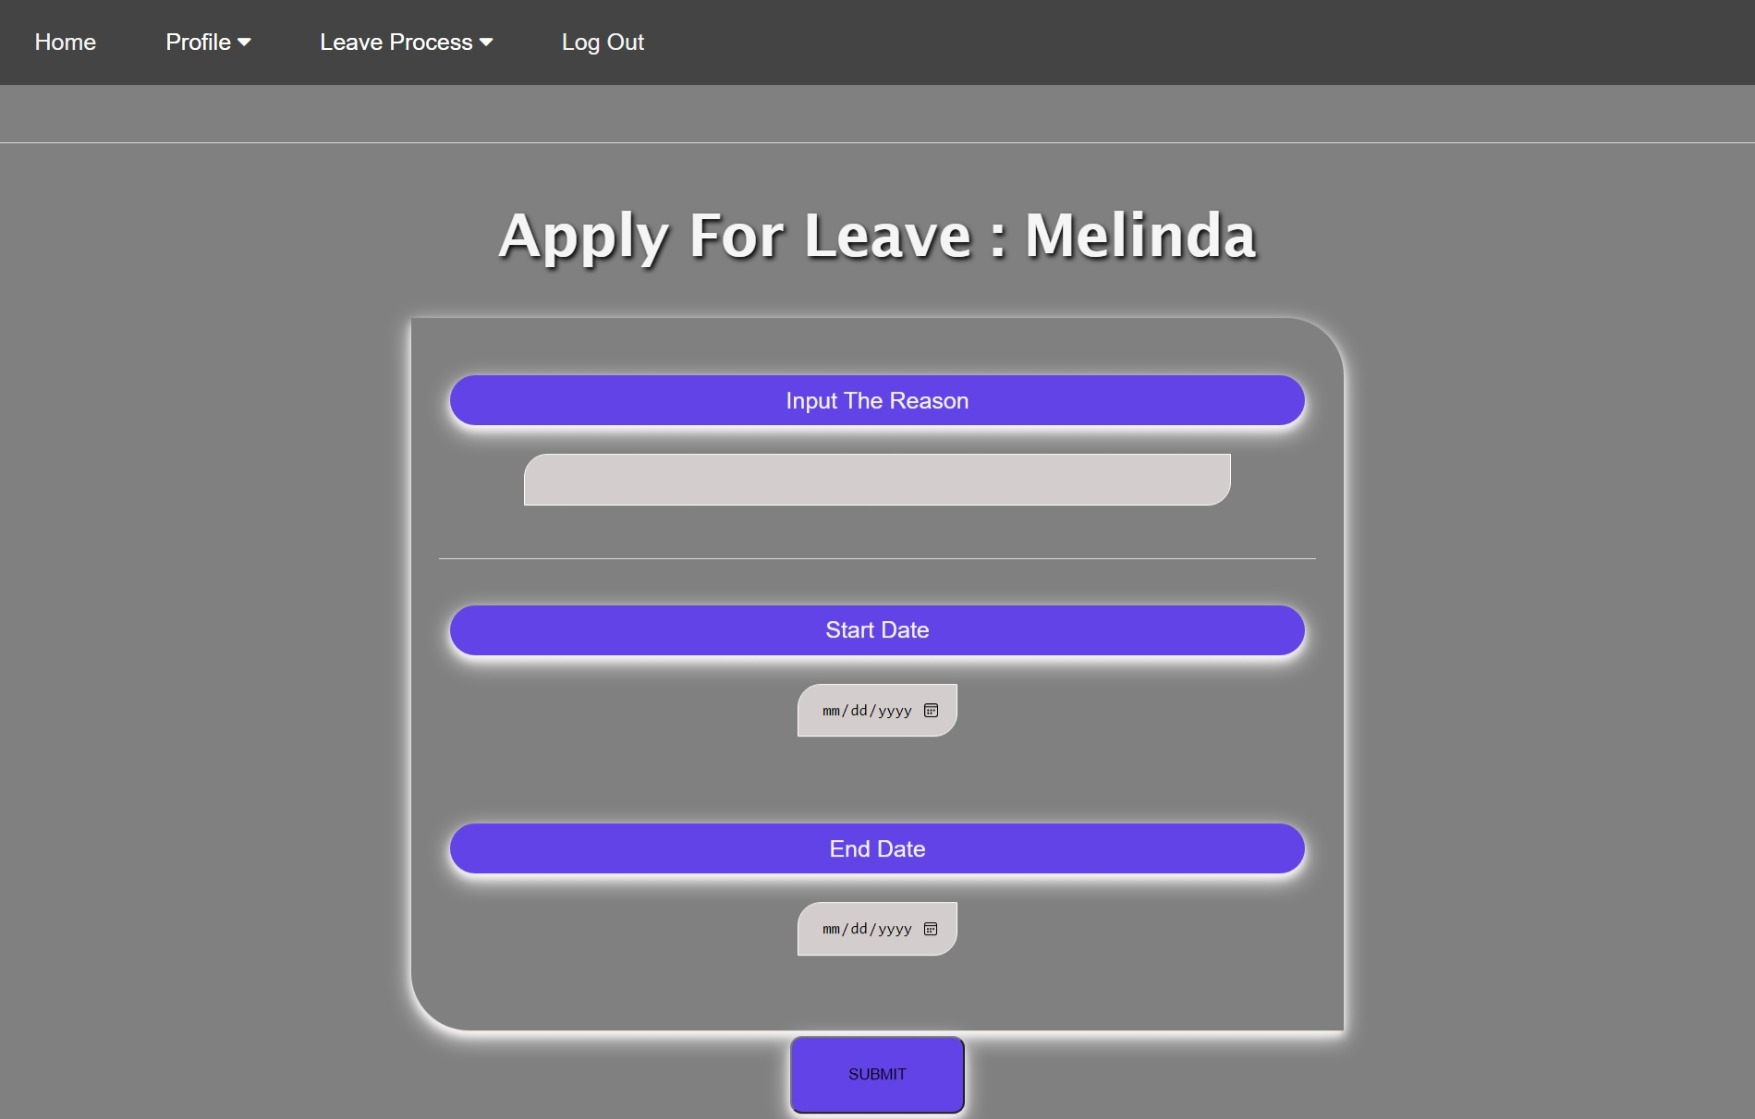 Home Profile Leave Process Log Out
Apply For Leave : Melinda
Input The Reason
Start Date
mm/dd/yyyy
End Date
mm/dd/yyyy
SUBMIT